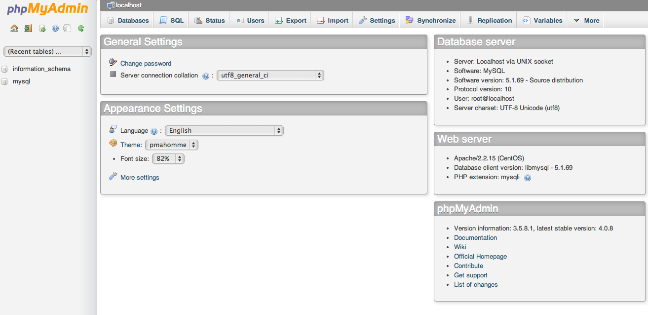 phpMyAdmin
(Recent tables) ...
information_schema
mysql
localhost
Databases SQL Status Users Export Import Settings Synchronize Replication Variables More
General Settings
Change password
Server connection collation : utf8_general_ci
Appearance Settings
Language : English
Theme: pmahomme
Font size: 82%
More settings
Database server
Server: Localhost via UNIX socket
Software: MySQL
Software version: 5.1.69 - Source distribution
Protocol version: 10
User: root@localhost
Server charset: UTF-8 Unicode (utf8)
Web server
Apache/2.2.15 (CentOS)
Database client version: libmysql - 5.1.69
PHP extension: mysqli
phpMyAdmin
Version information: 3.5.8.1, latest stable version: 4.0.8
Documentation
Wiki
Official Homepage
Contribute
Get support
List of changes